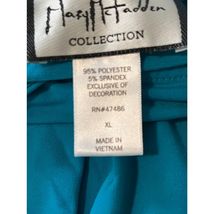 Mary McFadden
COLLECTION
95% POLYESTER
5% SPANDEX
EXCLUSIVE OF
DECORATION
RN#47486
XL
MADE IN
VIETNAM